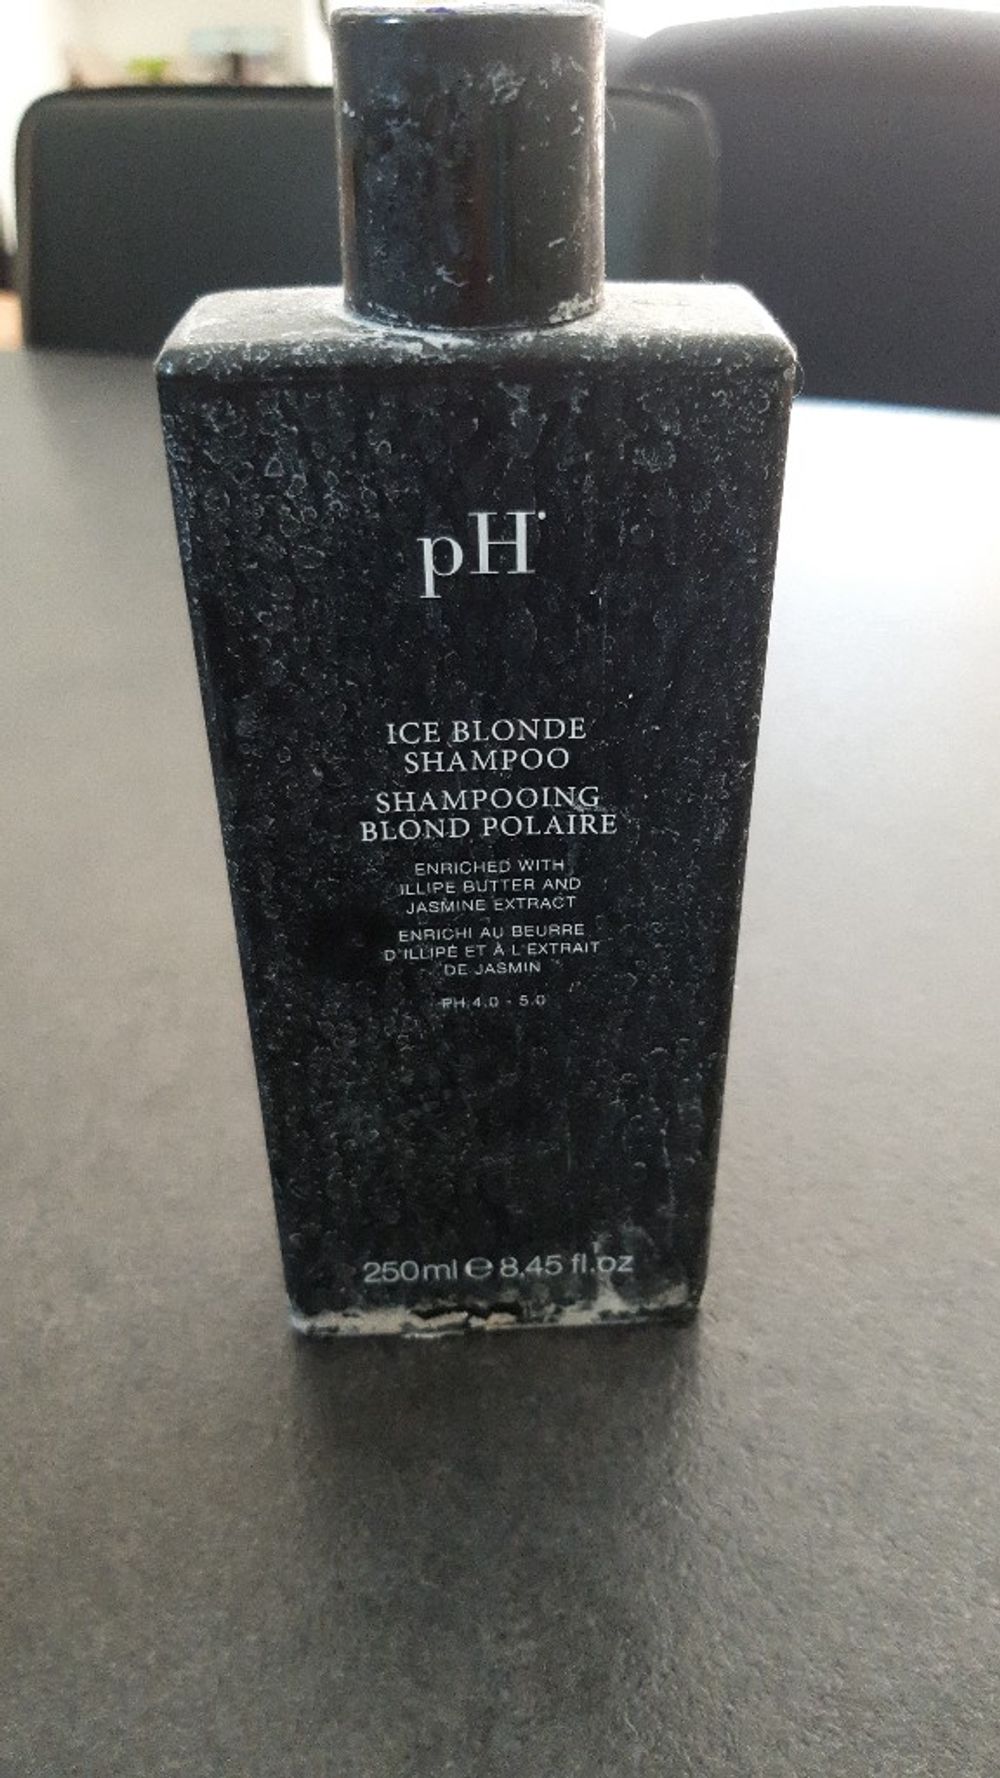 pH
ICE BLONDE
SHAMPOO
SHAMPOOING
BLOND POLAIRE
ENRICHED WITH
ILLIPE BUTTER AND
JASMINE EXTRACT
ENRICHI AU BEURRE
D'ILLIPÉ ET À L'EXTRAIT
DE JASMIN
PH 4.0 - 5.0
250ml ℮ 8.45 fl.oz